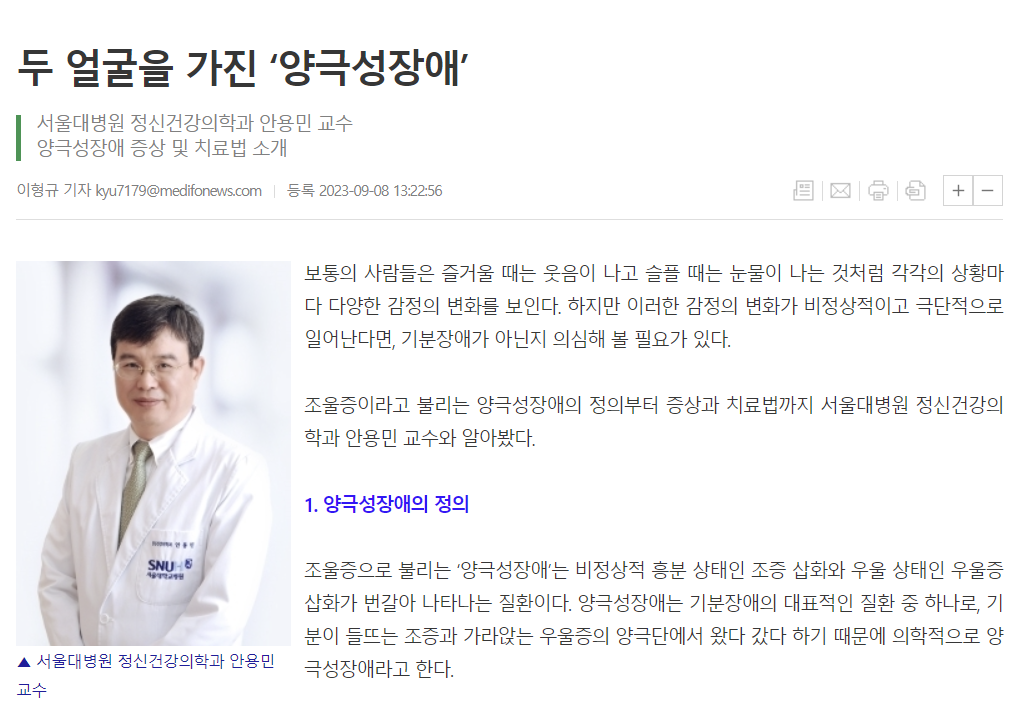 두 얼굴을 가진 ‘양극성장애’
서울대병원 정신건강의학과 안용민 교수
양극성장애 증상 및 치료법 소개
이형규 기자 kyu7179@medifonews.com
등록 2023-09-08 13:22:56
보통의 사람들은 즐거울 때는 웃음이 나고 슬플 때는 눈물이 나는 것처럼 각각의 상황마
다 다양한 감정의 변화를 보인다. 하지만 이러한 감정의 변화가 비정상적이고 극단적으로
일어난다면, 기분장애가 아닌지 의심해 볼 필요가 있다.
조울증이라고 불리는 양극성장애의 정의부터 증상과 치료법까지 서울대병원 정신건강의
학과 안용민 교수와 알아봤다.
1. 양극성장애의 정의
조울증으로 불리는 ‘양극성장애’는 비정상적 흥분 상태인 조증 삽화와 우울 상태인 우울증
삽화가 번갈아 나타나는 질환이다. 양극성장애는 기분장애의 대표적인 질환 중 하나로, 기
분이 들뜨는 조증과 가라앉는 우울증의 양극단에서 왔다 갔다 하기 때문에 의학적으로 양
극성장애라고 한다.
안용민
SNUH
서울대학교병원
▲ 서울대병원 정신건강의학과 안용민
교수